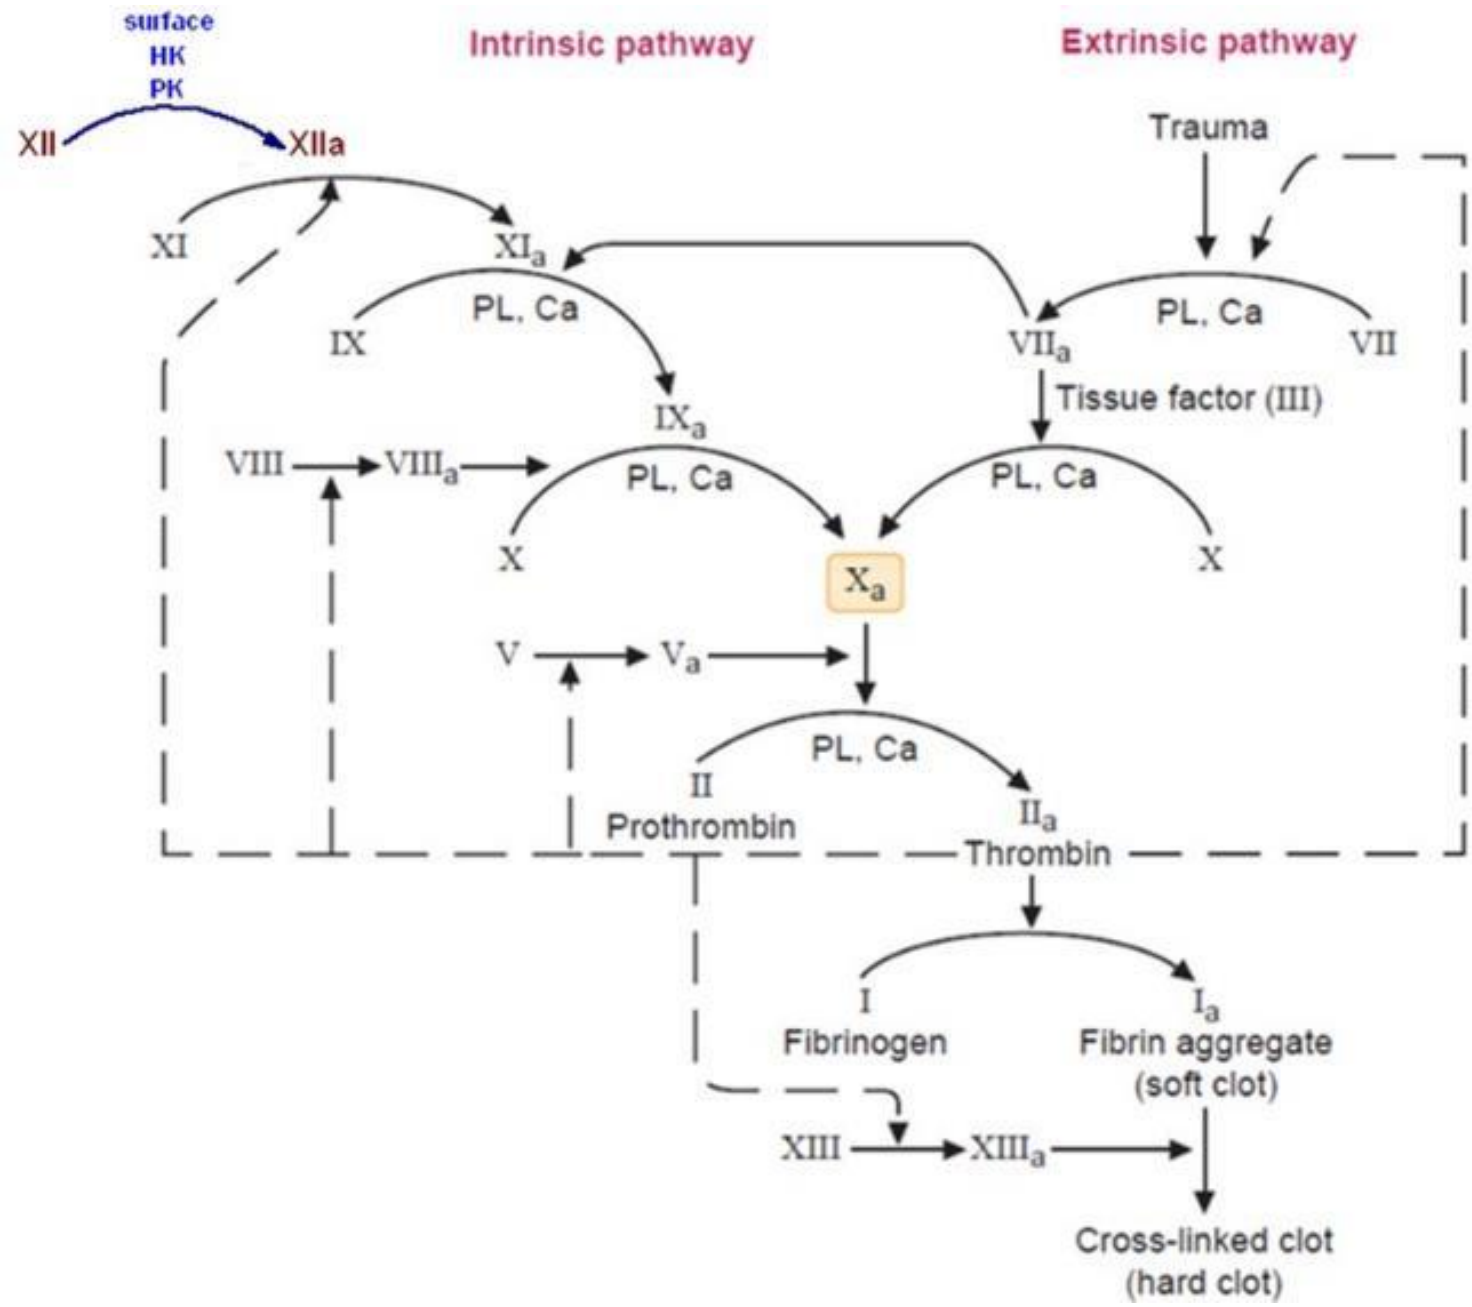 surface
HK
PK
Intrinsic pathway
Extrinsic pathway
XII
XIIa
Trauma
XI
XIa
PL, Ca
IX
PL, Ca
VIIa
VII
Tissue factor (III)
IXa
VIII
VIIIa
PL, Ca
PL, Ca
X
Xa
X
V
Va
PL, Ca
II
Prothrombin
IIa
Thrombin
I
Fibrinogen
Ia
Fibrin aggregate
(soft clot)
XIII
XIIIa
Cross-linked clot
(hard clot)